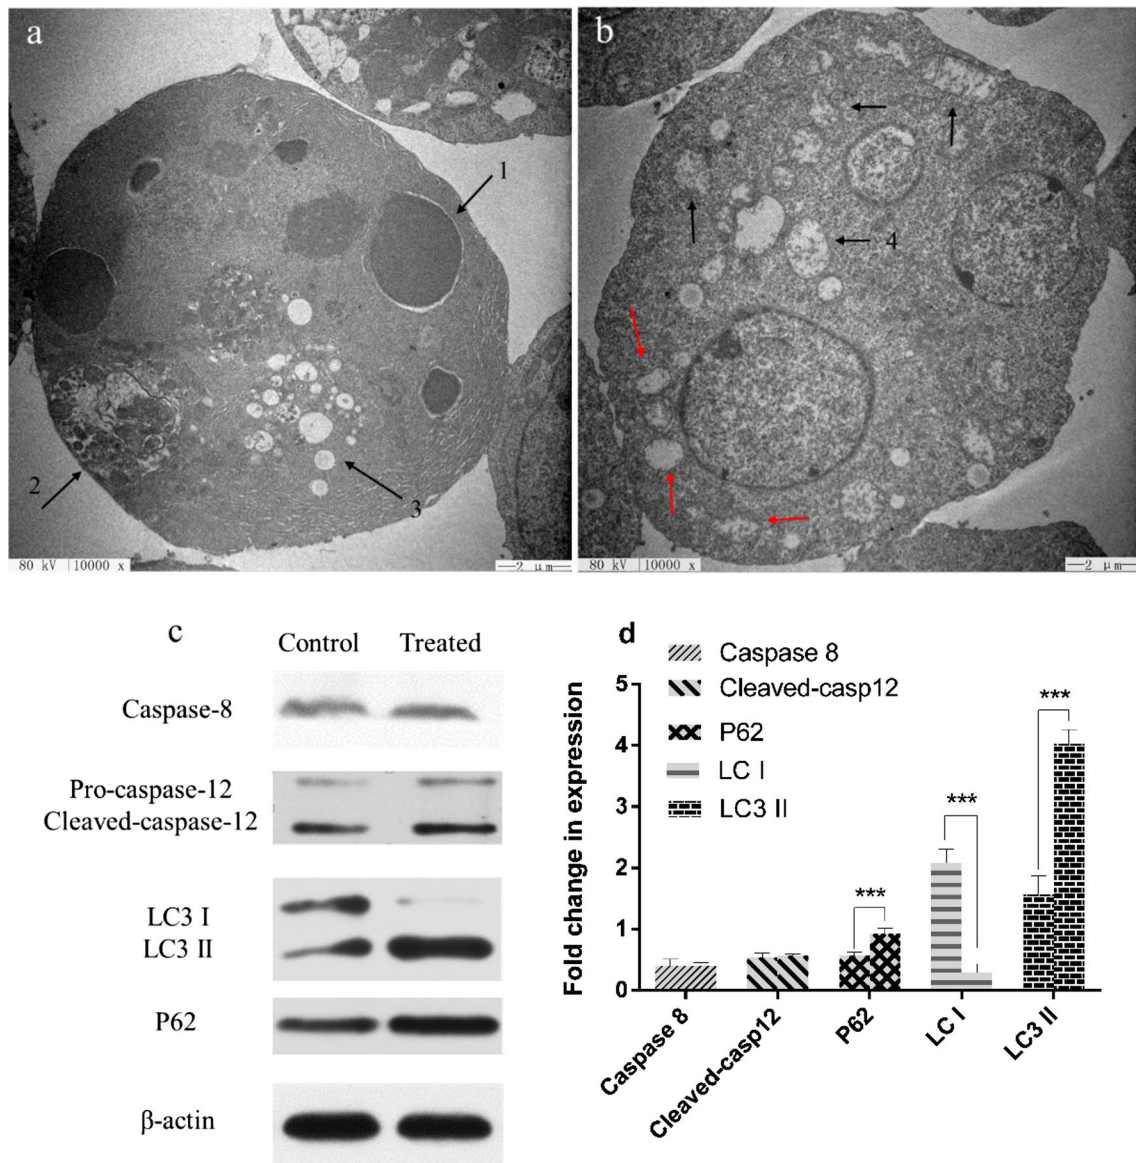 a
1
2
3
80 kV 10000 x
2 μm
b
4
80 kV 10000 x
2 μm
c
Control Treated
Caspase-8
Pro-caspase-12
Cleaved-caspase-12
LC3 I
LC3 II
P62
β-actin
d
Caspase 8
Cleaved-casp12
P62
LC I
LC3 II
Fold change in expression
5
4
3
2
1
0
***
***
***
Caspase 8
Cleaved-casp12
P62
LC I
LC3 II